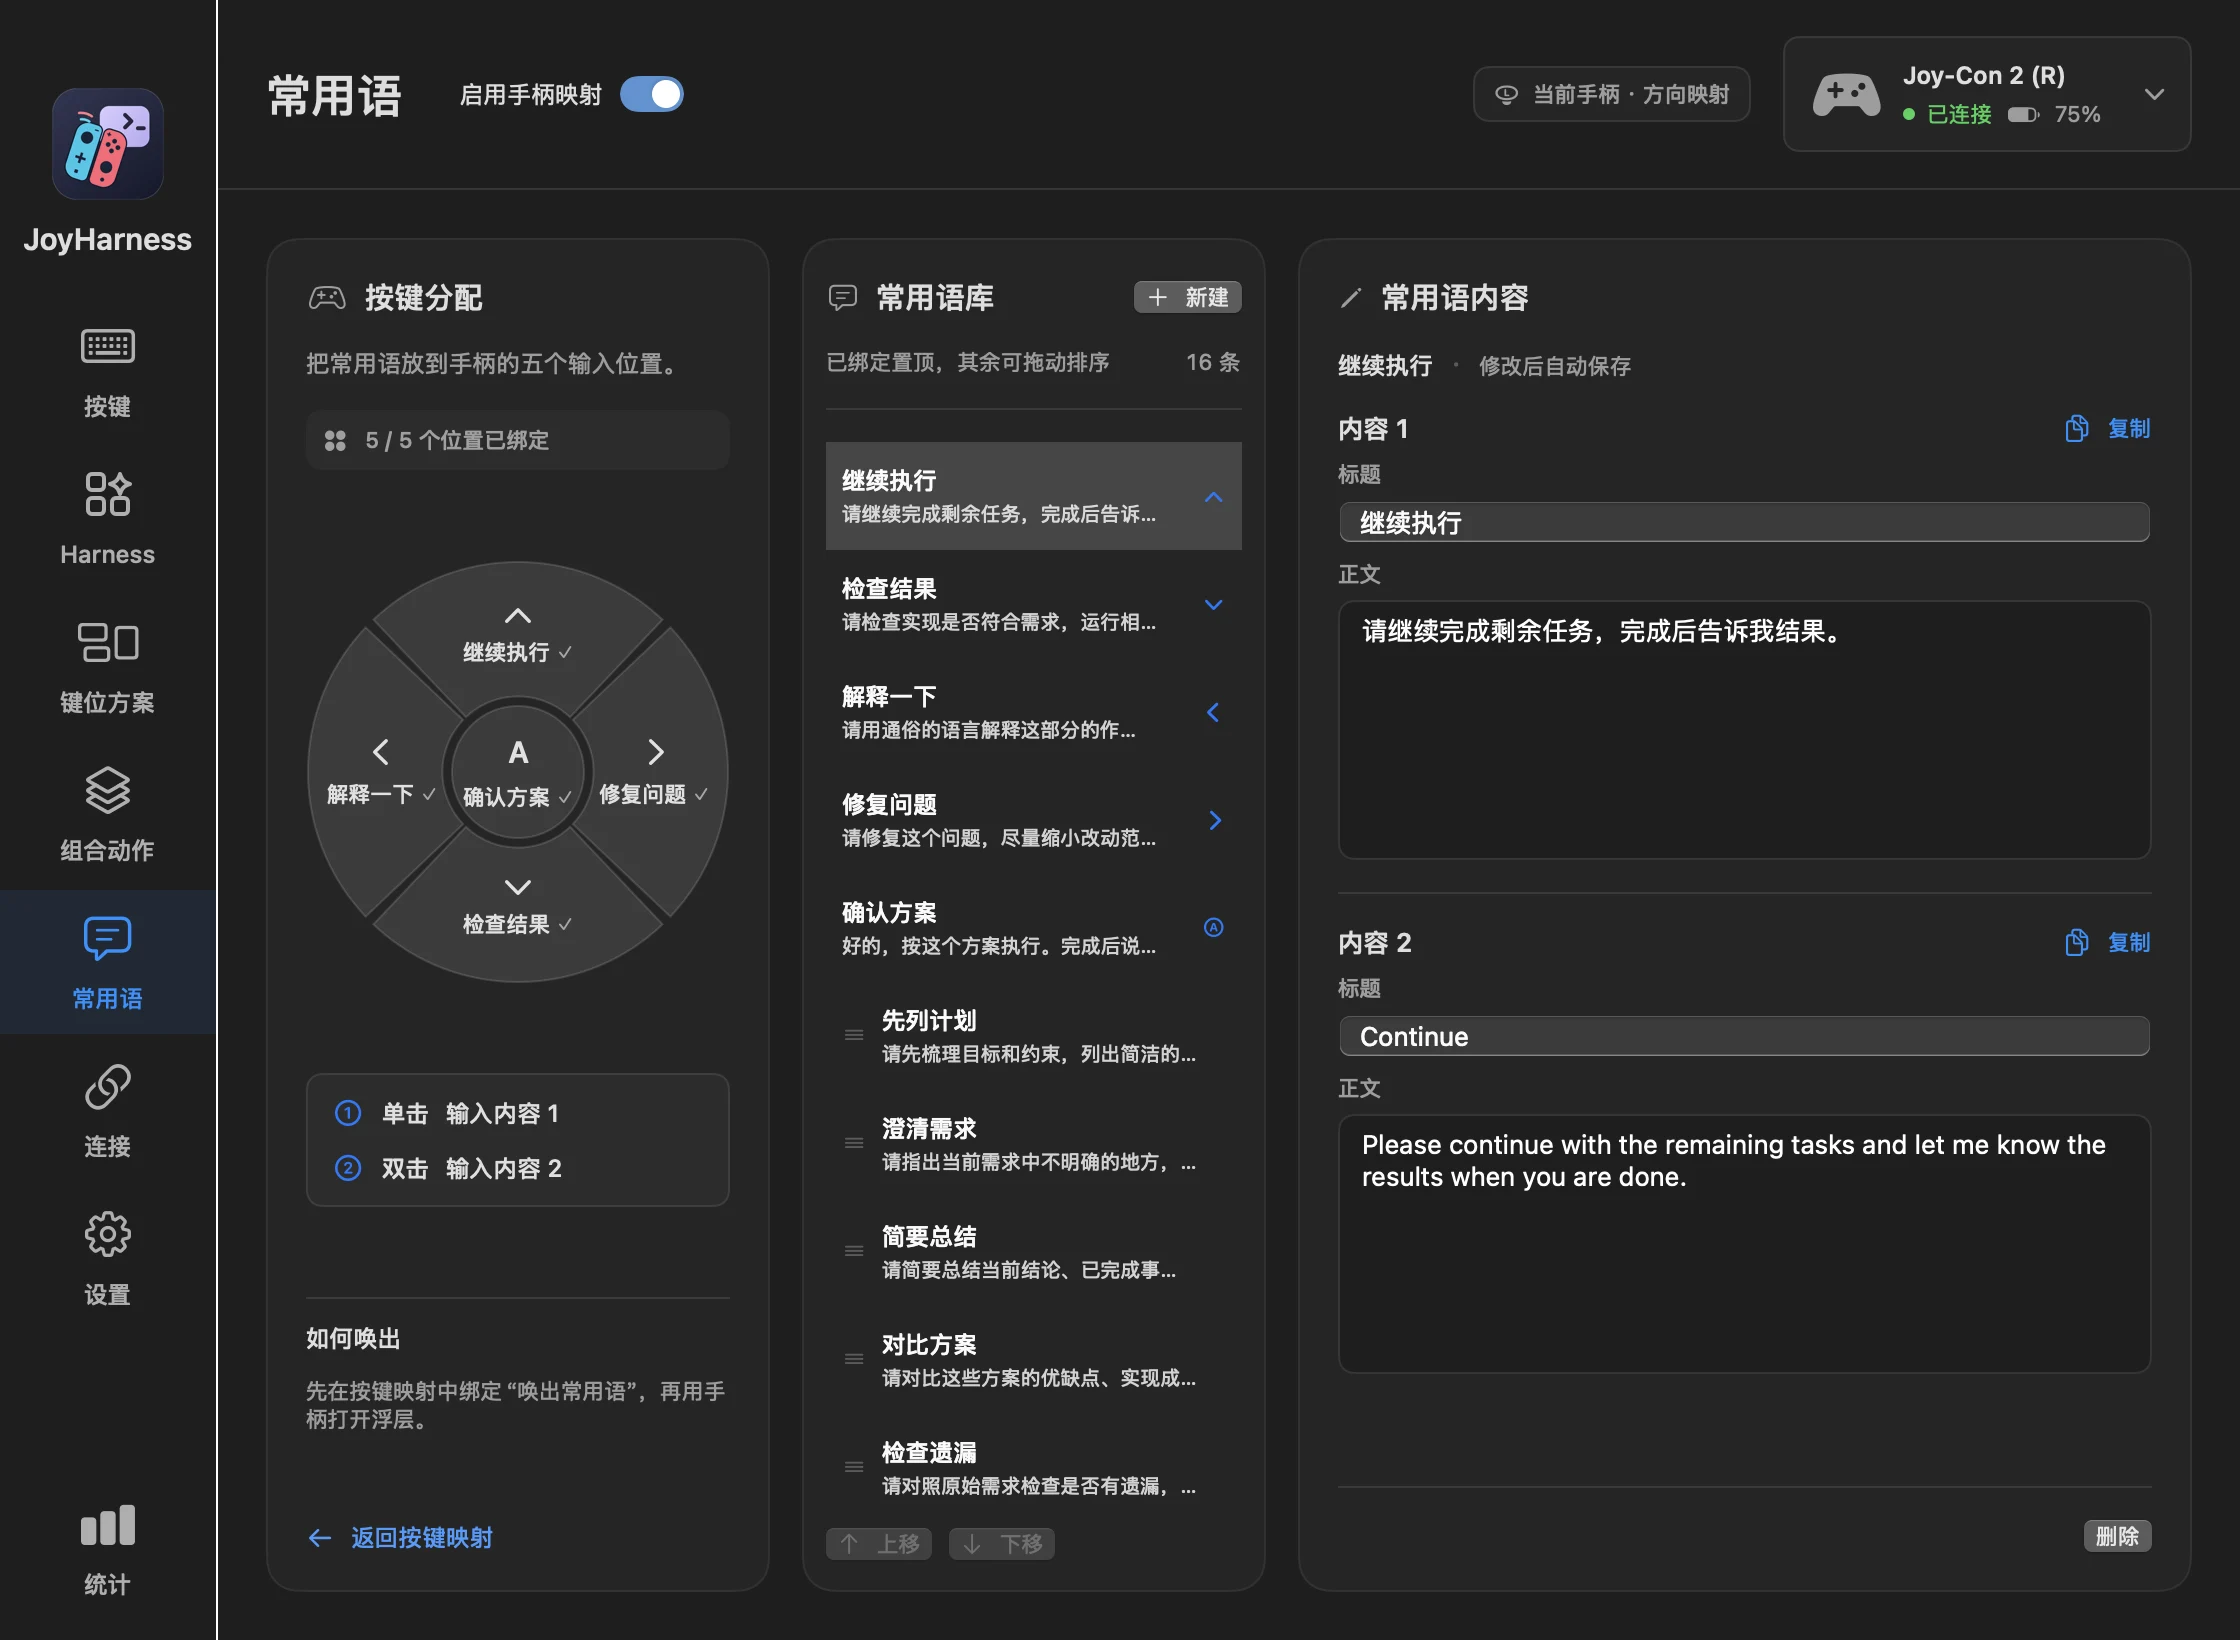 JoyHarness
按键
Harness
键位方案
组合动作
常用语
连接
设置
统计
常用语
启用手柄映射
当前手柄 · 方向映射
Joy-Con 2 (R)
已连接
75%
按键分配
把常用语放到手柄的五个输入位置。
5 / 5 个位置已绑定
继续执行 ✓
解释一下 ✓
A
确认方案 ✓
修复问题 ✓
检查结果 ✓
1 单击 输入内容 1
2 双击 输入内容 2
如何唤出
先在按键映射中绑定 “唤出常用语”，再用手
柄打开浮层。
← 返回按键映射
常用语库
+ 新建
已绑定置顶，其余可拖动排序
16 条
继续执行
请继续完成剩余任务，完成后告诉...
检查结果
请检查实现是否符合需求，运行相...
解释一下
请用通俗的语言解释这部分的作...
修复问题
请修复这个问题，尽量缩小改动范...
确认方案
好的，按这个方案执行。完成后说...
A
先列计划
请先梳理目标和约束，列出简洁的...
澄清需求
请指出当前需求中不明确的地方，...
简要总结
请简要总结当前结论、已完成事...
对比方案
请对比这些方案的优缺点、实现成...
检查遗漏
请对照原始需求检查是否有遗漏，...
↑ 上移
↓ 下移
常用语内容
继续执行 · 修改后自动保存
内容 1
复制
标题
继续执行
正文
请继续完成剩余任务，完成后告诉我结果。
内容 2
复制
标题
Continue
正文
Please continue with the remaining tasks and let me know the
results when you are done.
删除